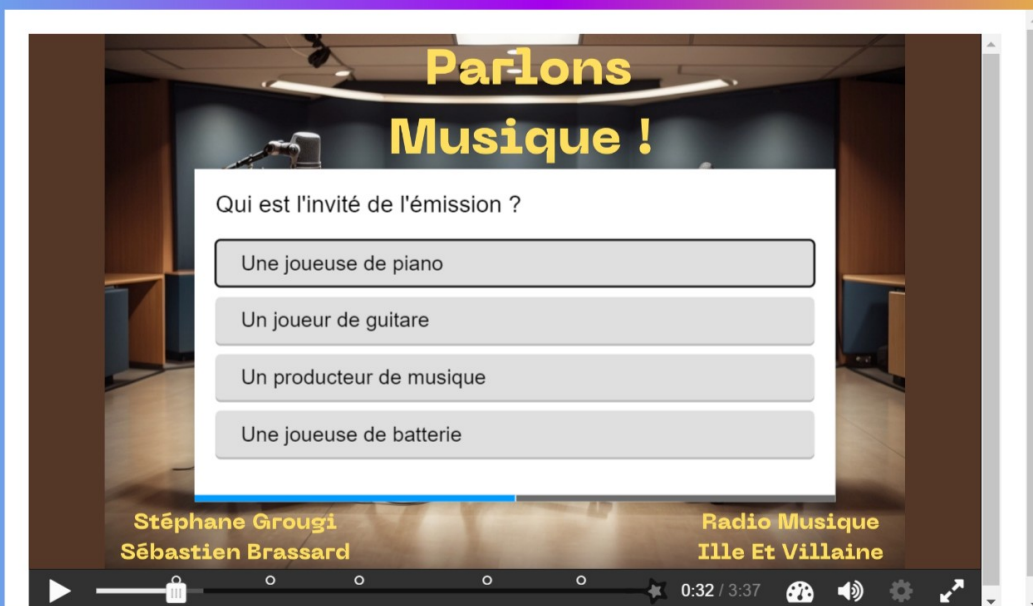 Parlons
Musique !
Qui est l'invité de l'émission ?
Une joueuse de piano
Un joueur de guitare
Un producteur de musique
Une joueuse de batterie
Stéphane Grougi
Sébastien Brassard
Radio Musique
Ille Et Villaine
0:32 / 3:37